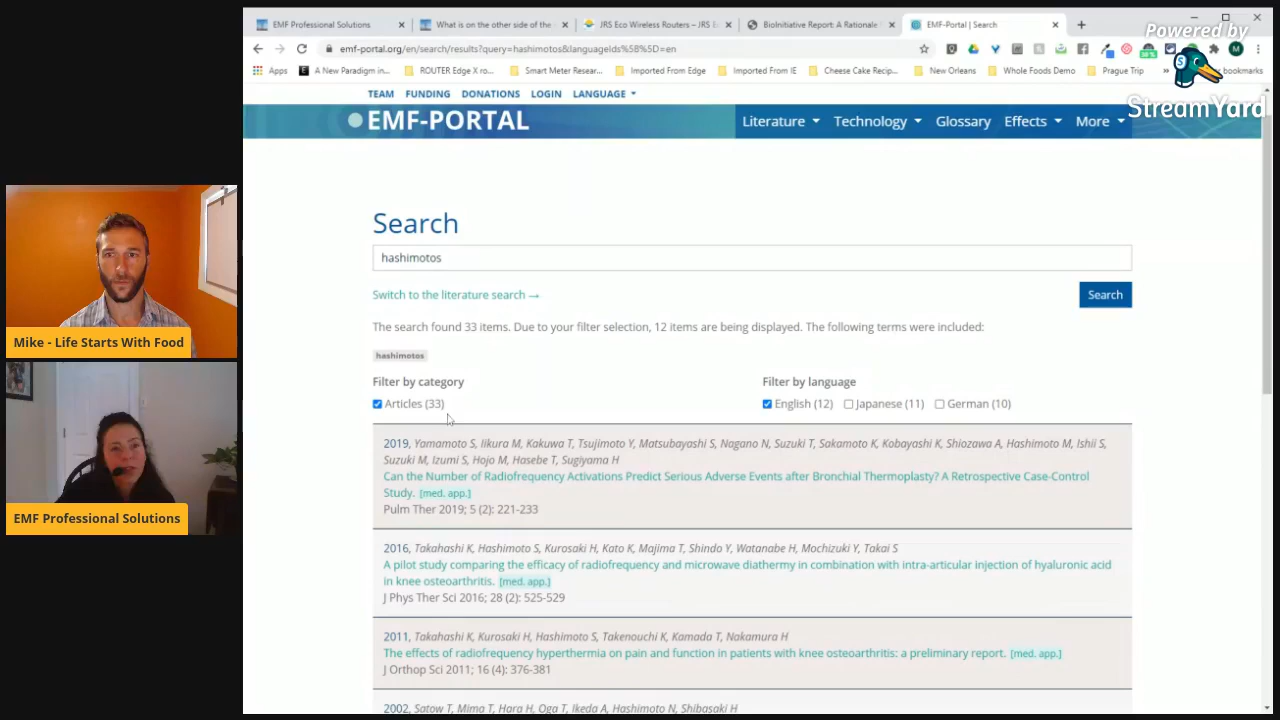 EMF Professional Solutions
What is on the other side of the
JRS Eco Wireless Routers – JRS E
BioInitiative Report: A Rationale
EMF-Portal | Search
Powered by
StreamYard
emf-portal.org/en/search/results?query=hashimotos&languageIds%5B%5D=en
Apps
A New Paradigm in...
ROUTER Edge X ro...
Smart Meter Resear...
Imported From Edge
Imported From IE
Cheese Cake Recip...
New Orleans
Whole Foods Demo
Prague Trip
bookmarks
TEAM FUNDING DONATIONS LOGIN LANGUAGE
EMF-PORTAL
Literature Technology Glossary Effects More
Search
hashimotos
Switch to the literature search →
Search
The search found 33 items. Due to your filter selection, 12 items are being displayed. The following terms were included:
hashimotos
Filter by category
Articles (33)
Filter by language
English (12) Japanese (11) German (10)
2019, Yamamoto S, Iikura M, Kakuwa T, Tsujimoto Y, Matsubayashi S, Nagano N, Suzuki T, Sakamoto K, Kobayashi K, Shiozawa A, Hashimoto M, Ishii S,
Suzuki M, Izumi S, Hojo M, Hasebe T, Sugiyama H
Can the Number of Radiofrequency Activations Predict Serious Adverse Events after Bronchial Thermoplasty? A Retrospective Case-Control
Study. [med. app.]
Pulm Ther 2019; 5 (2): 221-233
2016, Takahashi K, Hashimoto S, Kurosaki H, Kato K, Majima T, Shindo Y, Watanabe H, Mochizuki Y, Takai S
A pilot study comparing the efficacy of radiofrequency and microwave diathermy in combination with intra-articular injection of hyaluronic acid
in knee osteoarthritis. [med. app.]
J Phys Ther Sci 2016; 28 (2): 525-529
2011, Takahashi K, Kurosaki H, Hashimoto S, Takenouchi K, Kamada T, Nakamura H
The effects of radiofrequency hyperthermia on pain and function in patients with knee osteoarthritis: a preliminary report. [med. app.]
J Orthop Sci 2011; 16 (4): 376-381
2002, Satow T, Mima T, Hara H, Oga T, Ikeda A, Hashimoto N, Shibasaki H
Mike - Life Starts With Food
EMF Professional Solutions